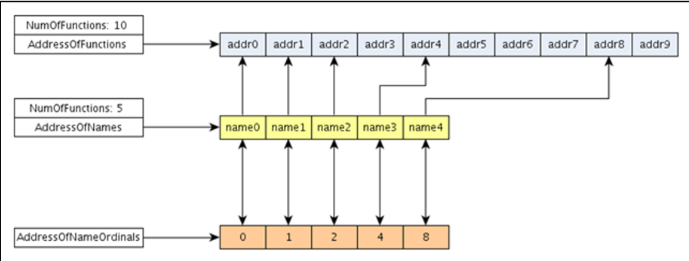 NumOfFunctions: 10
AddressOfFunctions
addr0 addr1 addr2 addr3 addr4 addr5 addr6 addr7 addr8 addr9
NumOfFunctions: 5
AddressOfNames
name0 name1 name2 name3 name4
AddressOfNameOrdinals
0 1 2 4 8